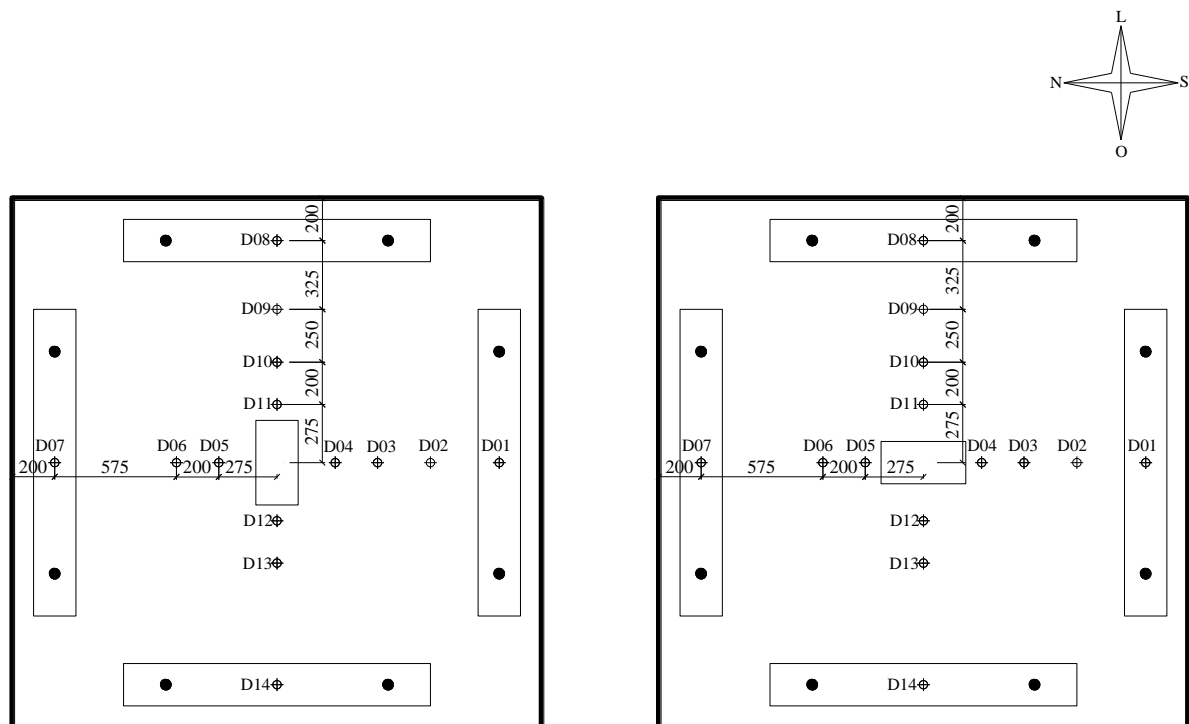 L
N S
O
200 200
D08 D08
325 325
D09 D09
250 250
D10 D10
200 200
D11 D11
275 275
D07 D06 D05 D04 D03 D02 D01 D07 D06 D05 D04 D03 D02 D01
200 575 200 275 200 575 200 275
D12 D12
D13 D13
D14 D14